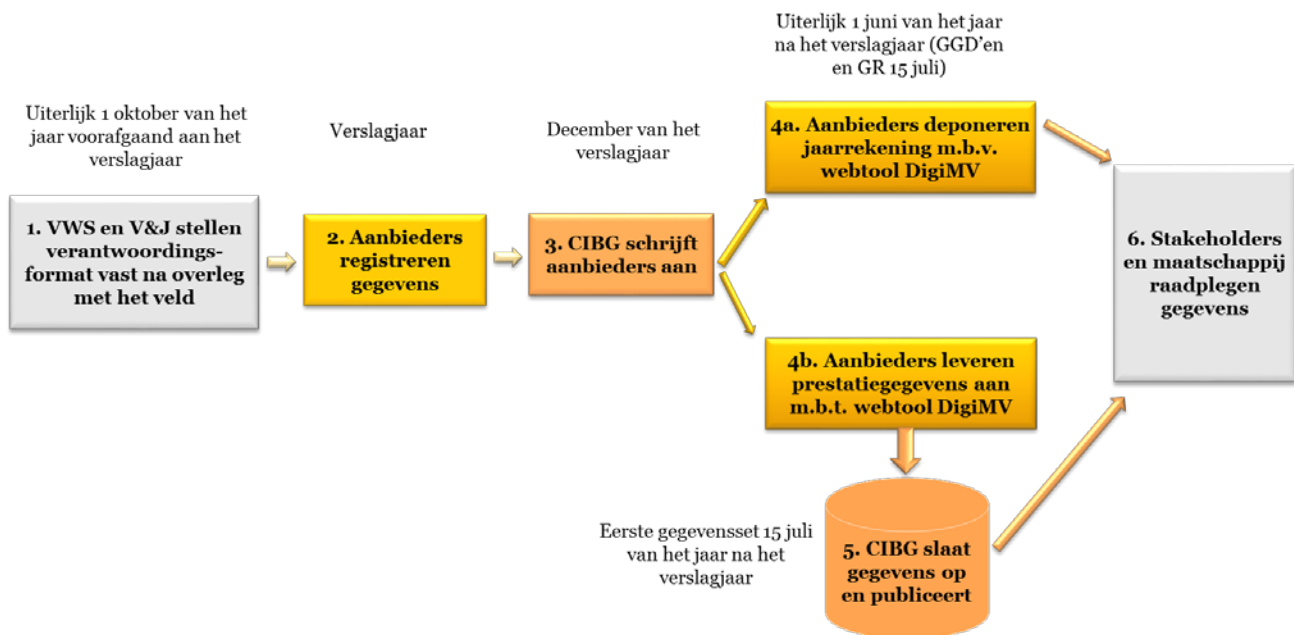 Uiterlijk 1 oktober van het
jaar voorafgaand aan het
verslagjaar
1. VWS en V&J stellen
verantwoordings-
format vast na overleg
met het veld
Verslagjaar
2. Aanbieders
registreren
gegevens
December van het
verslagjaar
3. CIBG schrijft
aanbieders aan
Uiterlijk 1 juni van het jaar
na het verslagjaar (GGD’en
en GR 15 juli)
4a. Aanbieders deponeren
jaarrekening m.b.v.
webtool DigiMV
4b. Aanbieders leveren
prestatiegegevens aan
m.b.t. webtool DigiMV
Eerste gegevensset 15 juli
van het jaar na het
verslagjaar
5. CIBG slaat
gegevens op
en publiceert
6. Stakeholders
en maatschappij
raadplegen
gegevens